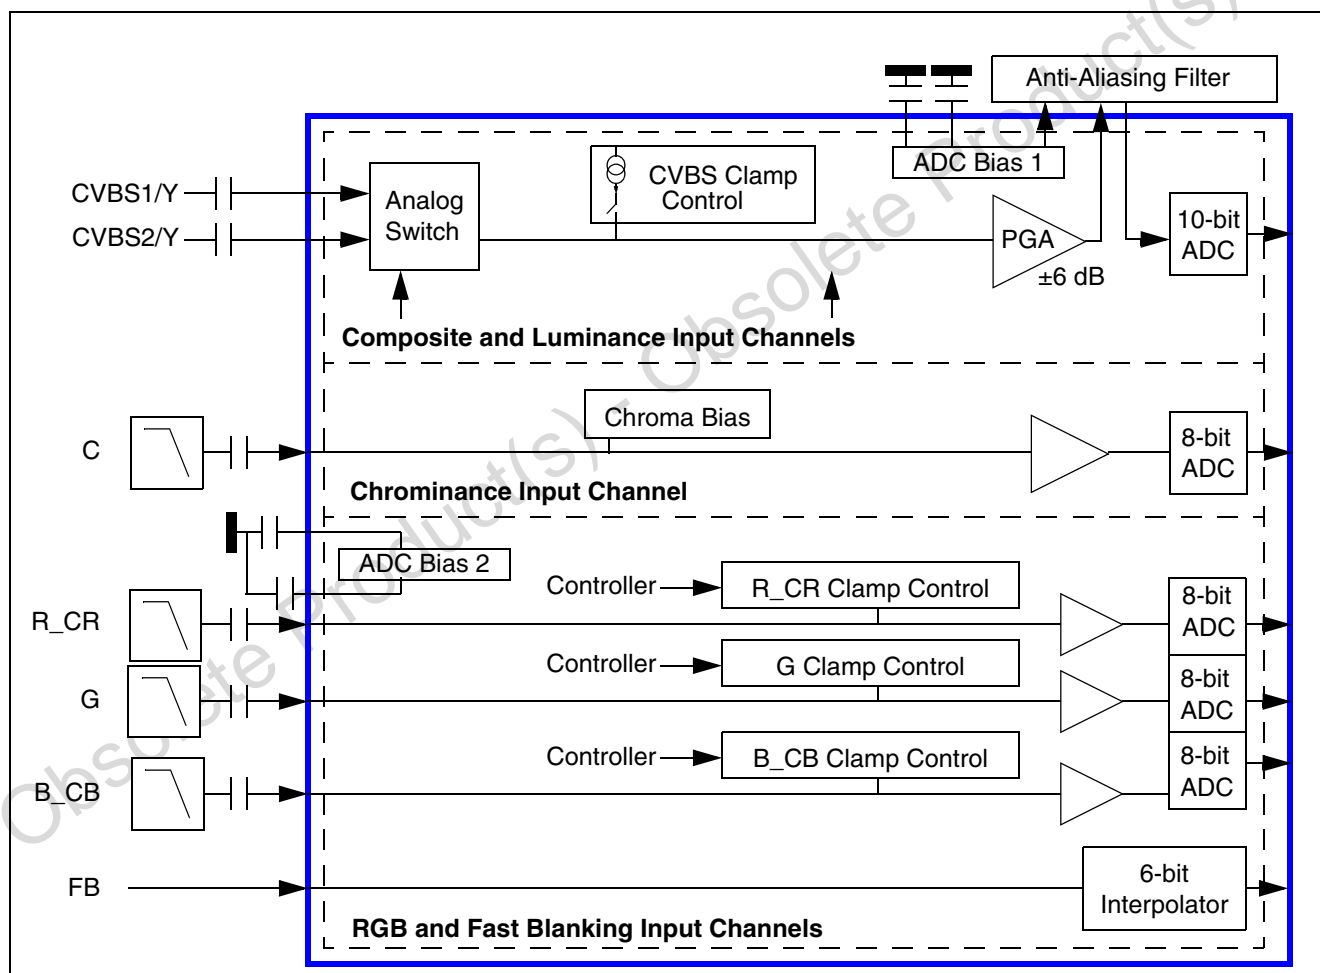 Anti-Aliasing Filter
ADC Bias 1
CVBS Clamp
Control
CVBS1/Y
CVBS2/Y
Analog
Switch
PGA
±6 dB
10-bit
ADC
Composite and Luminance Input Channels
C
Chroma Bias
8-bit
ADC
Chrominance Input Channel
ADC Bias 2
R_CR
Controller
R_CR Clamp Control
8-bit
ADC
G
Controller
G Clamp Control
8-bit
ADC
B_CB
Controller
B_CB Clamp Control
8-bit
ADC
FB
6-bit
Interpolator
RGB and Fast Blanking Input Channels
Obsolete Product(s) - Obsolete Product(s)